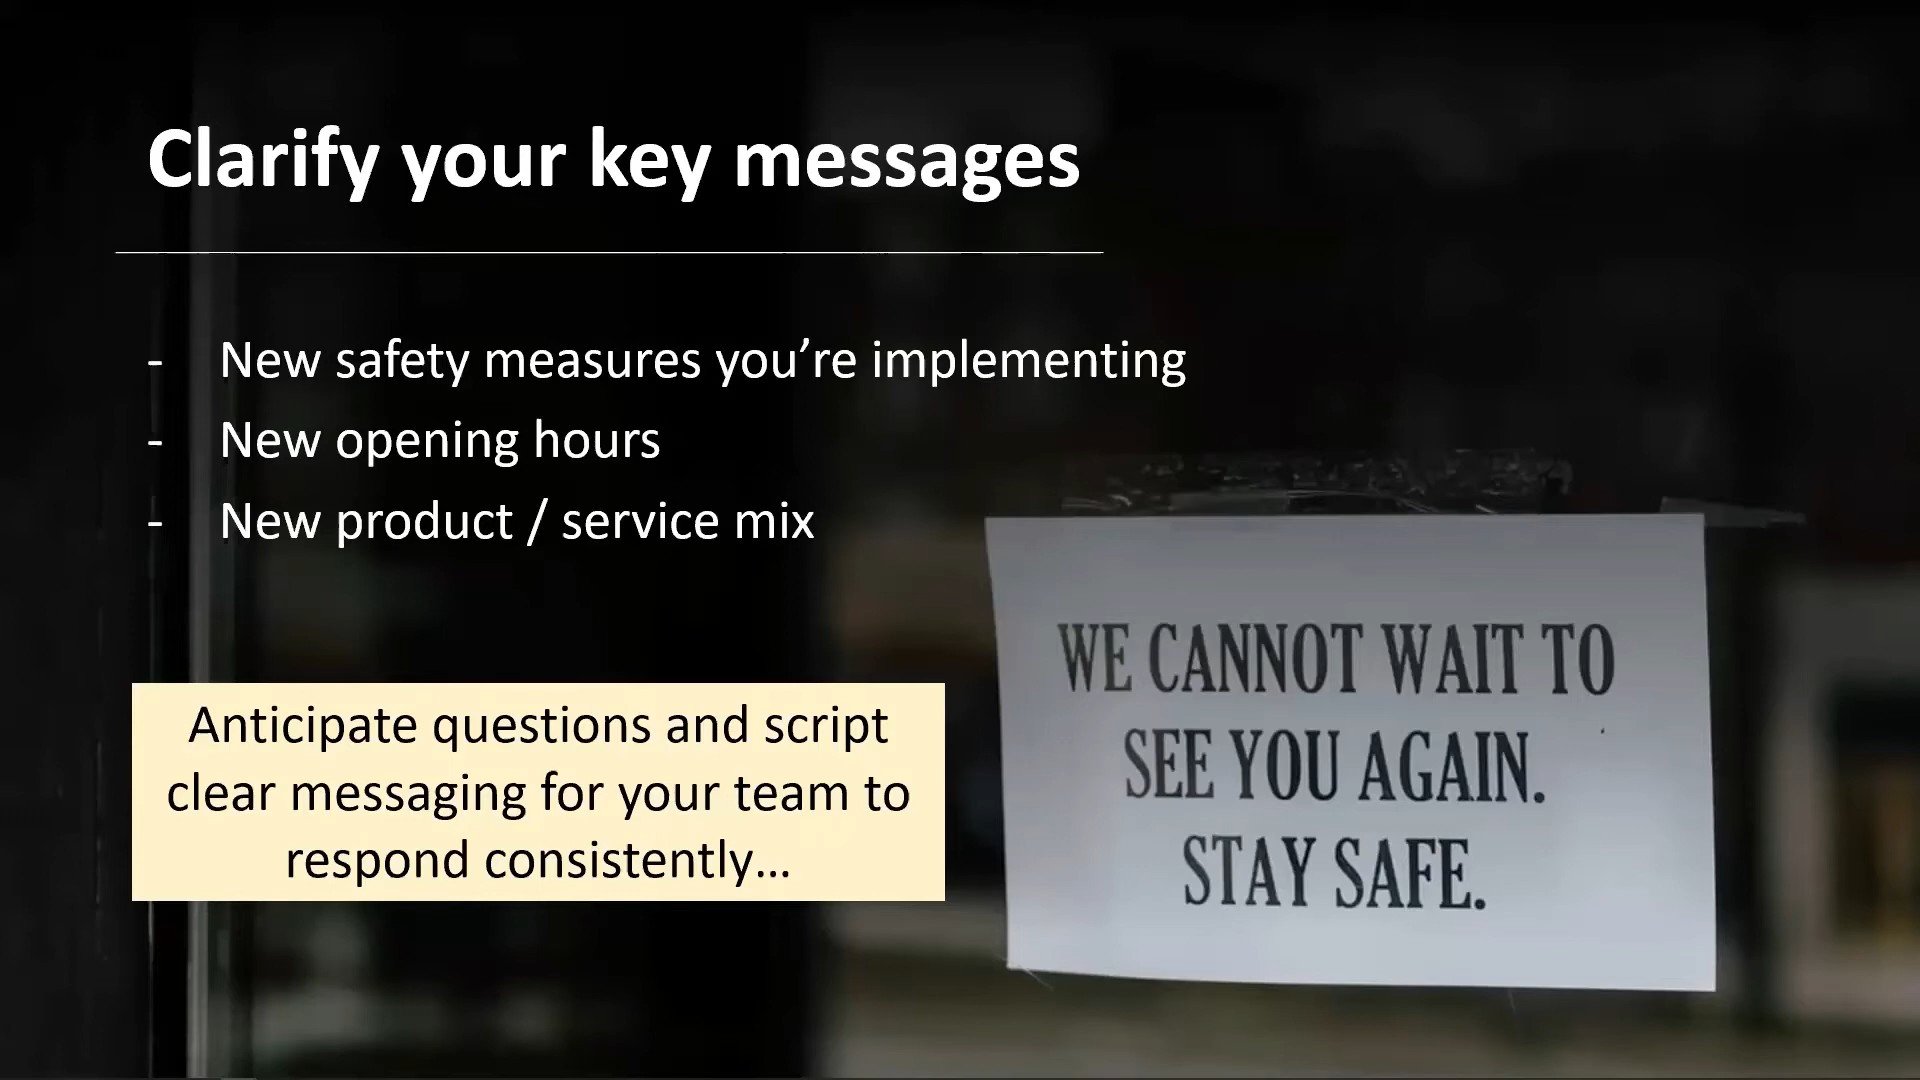 Clarify your key messages
- New safety measures you’re implementing
- New opening hours
- New product / service mix
Anticipate questions and script
clear messaging for your team to
respond consistently…
WE CANNOT WAIT TO
SEE YOU AGAIN.
STAY SAFE.